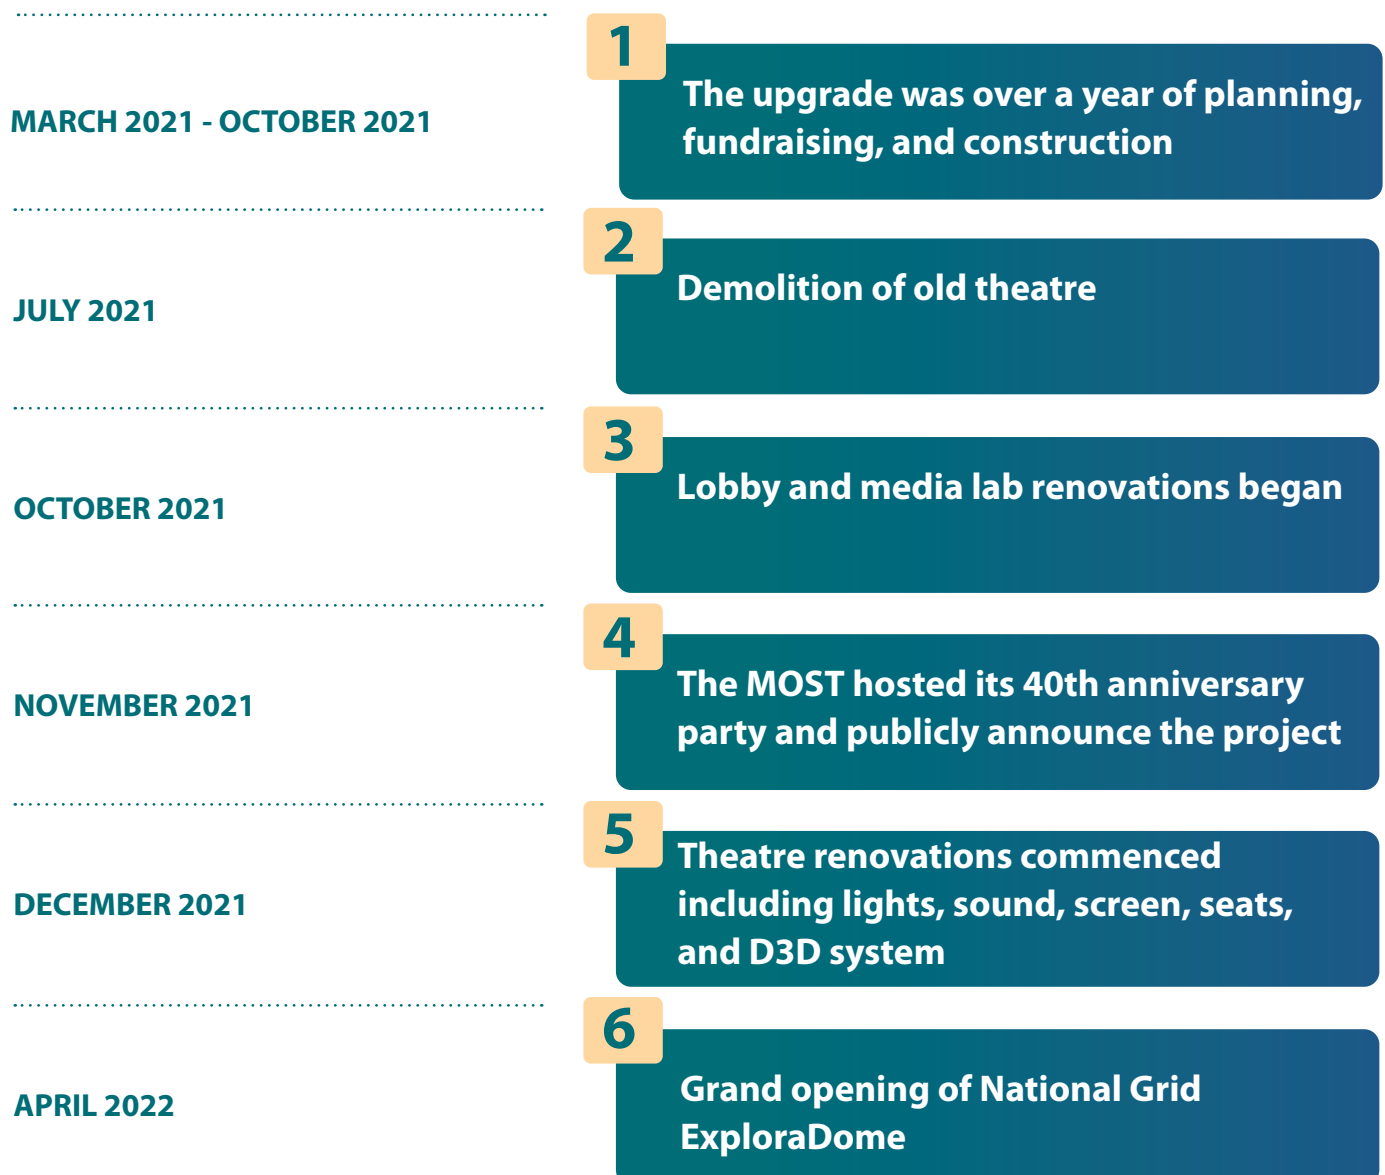 1
MARCH 2021 - OCTOBER 2021
The upgrade was over a year of planning,
fundraising, and construction
2
JULY 2021
Demolition of old theatre
3
OCTOBER 2021
Lobby and media lab renovations began
4
NOVEMBER 2021
The MOST hosted its 40th anniversary
party and publicly announce the project
5
DECEMBER 2021
Theatre renovations commenced
including lights, sound, screen, seats,
and D3D system
6
APRIL 2022
Grand opening of National Grid
ExploraDome